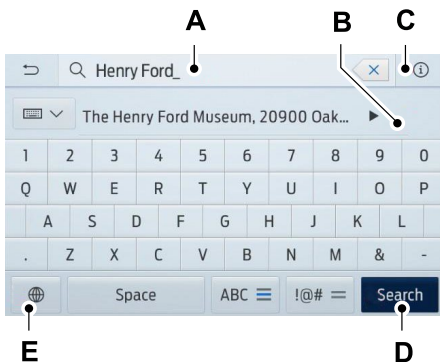 A
B
C
Henry Ford_
The Henry Ford Museum, 20900 Oak...
1 2 3 4 5 6 7 8 9 0
Q W E R T Y U I O P
A S D F G H J K L
. Z X C V B N M & -
Space ABC !@# Search
E
D